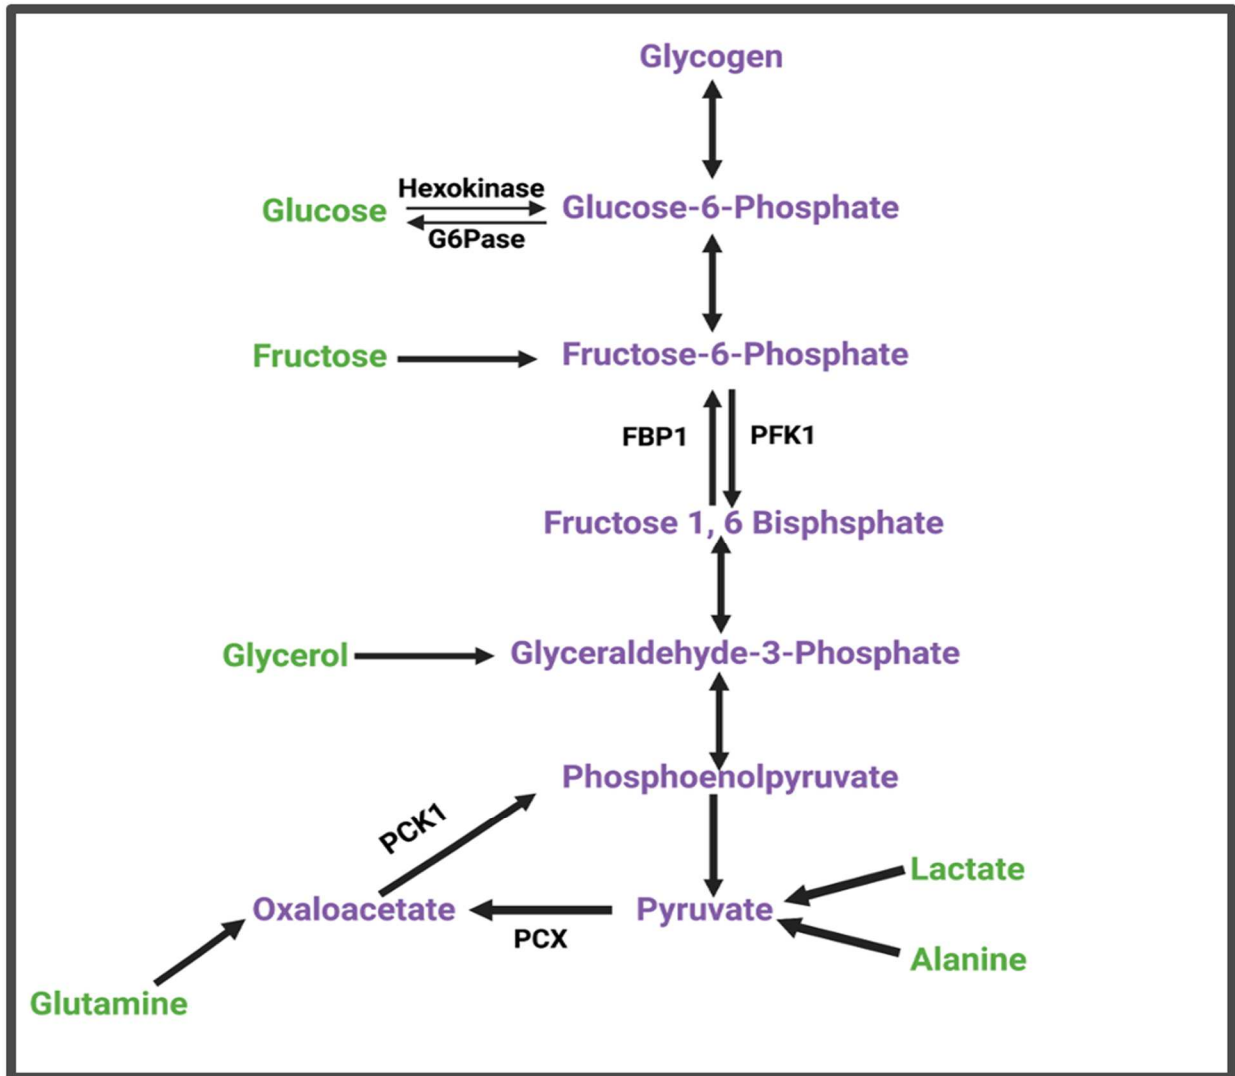 Glycogen
Hexokinase
Glucose
Glucose-6-Phosphate
G6Pase
Fructose
Fructose-6-Phosphate
FBP1
PFK1
Fructose 1, 6 Bisphsphate
Glycerol
Glyceraldehyde-3-Phosphate
Phosphoenolpyruvate
PCK1
Lactate
Oxaloacetate
Pyruvate
PCX
Alanine
Glutamine